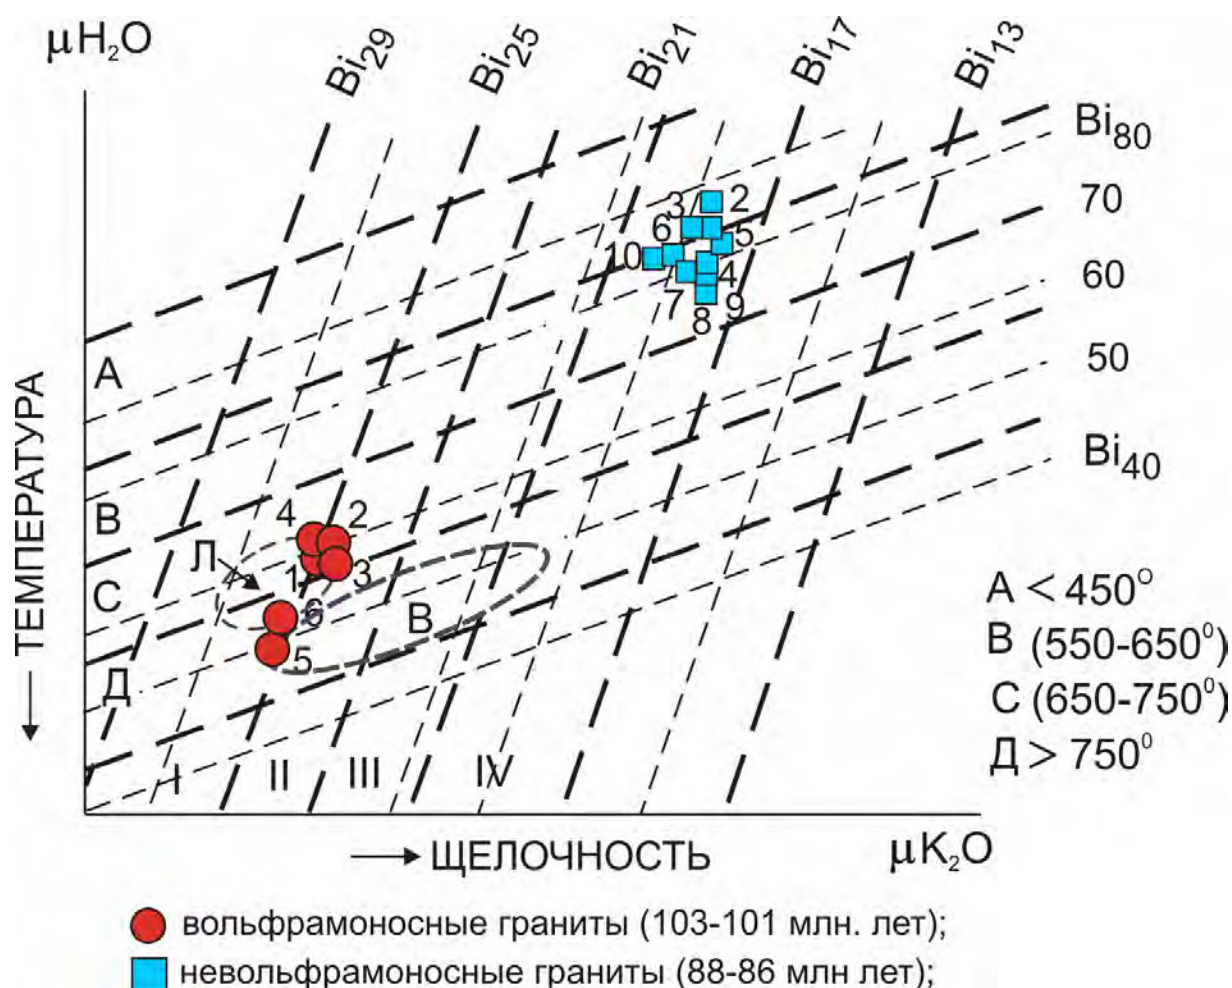 μH₂O
Bi₂₉ Bi₂₅ Bi₂₁ Bi₁₇ Bi₁₃
Bi₈₀
70
60
50
Bi₄₀
← ТЕМПЕРАТУРА
А
В
С
Д
3 2
6 5
10 4
7 8 9
4 2
Л
1 3
6
5
В
I II III IV
А < 450°
В (550-650°)
С (650-750°)
Д > 750°
→ ЩЕЛОЧНОСТЬ
μK₂O
вольфрамоносные граниты (103-101 млн. лет);
невольфрамоносные граниты (88-86 млн лет);